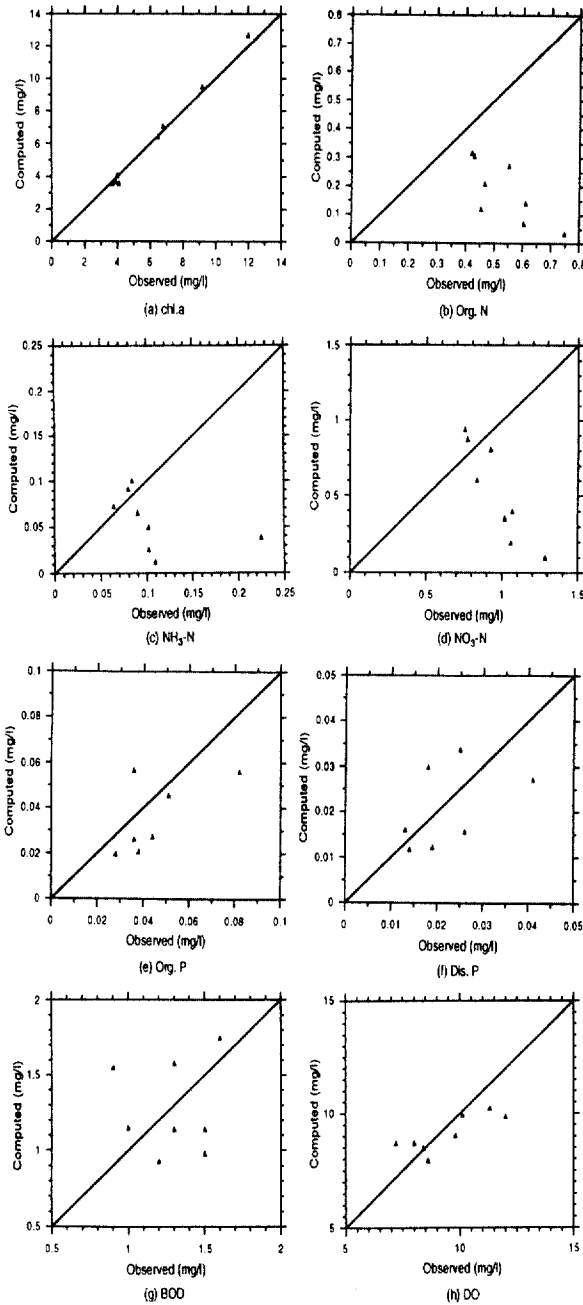 14
12
10
8
6
4
2
0
Computed (mg/l)
0 2 4 6 8 10 12 14
Observed (mg/l)
(a) chl.a
0.8
0.7
0.6
0.5
0.4
0.3
0.2
0.1
0
Computed (mg/l)
0 0.1 0.2 0.3 0.4 0.5 0.6 0.7 0.8
Observed (mg/l)
(b) Org. N
0.25
0.2
0.15
0.1
0.05
0
Computed (mg/l)
0 0.05 0.1 0.15 0.2 0.25
Observed (mg/l)
(c) NH3-N
1.5
1
0.5
0
Computed (mg/l)
0 0.5 1 1.5
Observed (mg/l)
(d) NO3-N
0.1
0.08
0.06
0.04
0.02
0
Computed (mg/l)
0 0.02 0.04 0.06 0.08 0.1
Observed (mg/l)
(e) Org. P
0.05
0.04
0.03
0.02
0.01
0
Computed (mg/l)
0 0.01 0.02 0.03 0.04 0.05
Observed (mg/l)
(f) Dis. P
2
1.5
1
0.5
Computed (mg/l)
0.5 1 1.5 2
Observed (mg/l)
(g) BOD
15
10
5
Computed (mg/l)
5 10 15
Observed (mg/l)
(h) DO